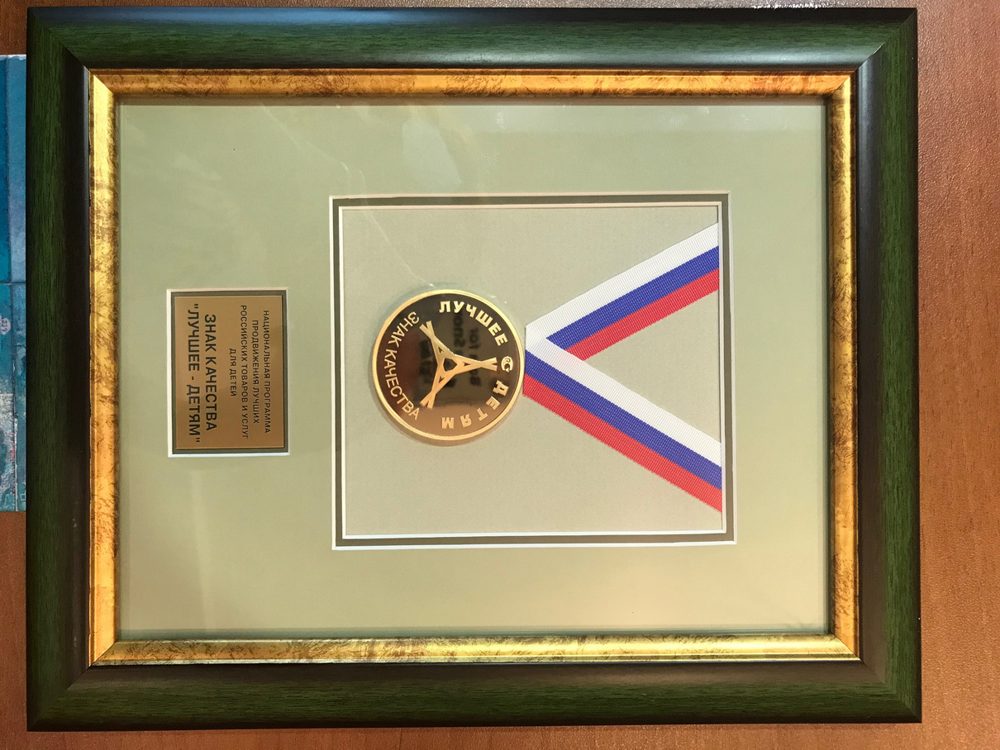 ЛУЧШЕЕ ДЕТЯМ
ЗНАК КАЧЕСТВА
НАЦИОНАЛЬНАЯ ПРОГРАММА
ПРОДВИЖЕНИЯ ЛУЧШИХ
РОССИЙСКИХ ТОВАРОВ И УСЛУГ
ДЛЯ ДЕТЕЙ
ЗНАК КАЧЕСТВА
"ЛУЧШЕЕ - ДЕТЯМ"